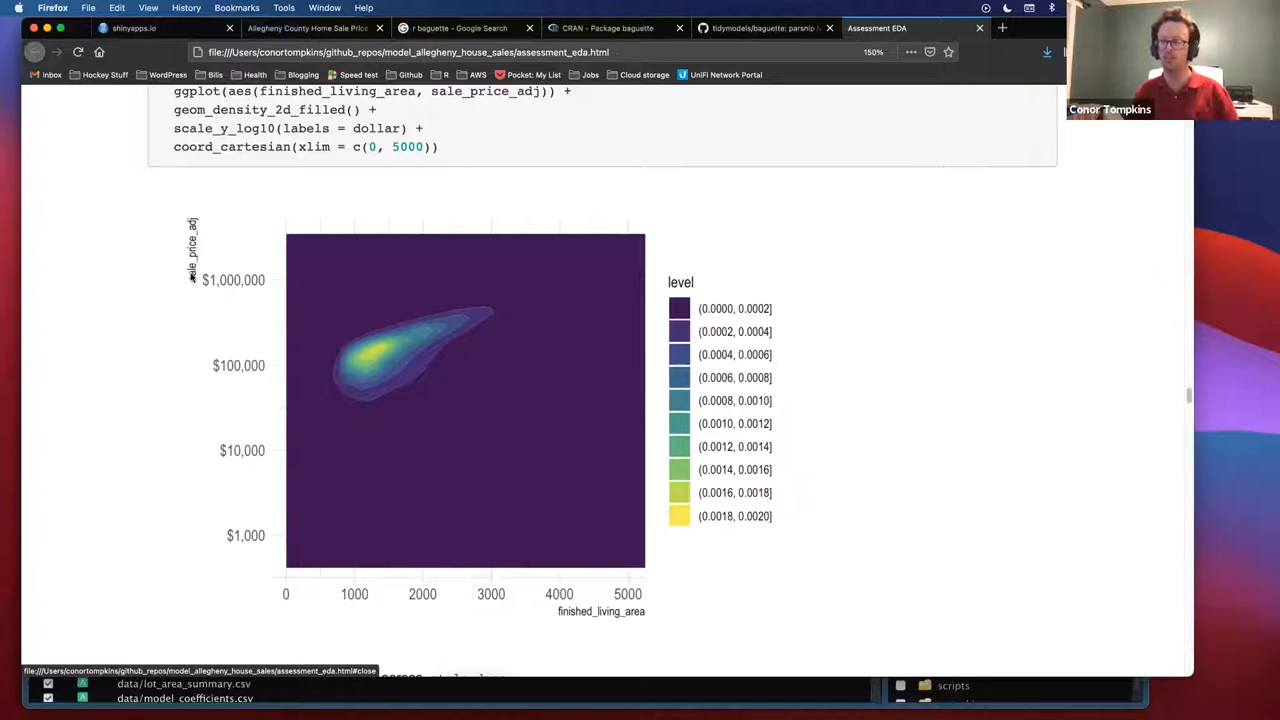 Firefox File Edit View History Bookmarks Tools Window Help
shinyapps.io
Allegheny County Home Sale Price
r baguette - Google Search
CRAN - Package baguette
tidymodels/baguette: parsnip M
Assessment EDA
file:///Users/conortompkins/github_repos/model_allegheny_house_sales/assessment_eda.html
150%
Inbox Hockey Stuff WordPress Bills Health Blogging Speed test Github R AWS Pocket: My List Jobs Cloud storage UniFi Network Portal
Conor Tompkins
ggplot(aes(finished_living_area, sale_price_adj)) +
geom_density_2d_filled() +
scale_y_log10(labels = dollar) +
coord_cartesian(xlim = c(0, 5000))
sale_price_adj
$1,000,000
$100,000
$10,000
$1,000
0 1000 2000 3000 4000 5000
finished_living_area
level
(0.0000, 0.0002]
(0.0002, 0.0004]
(0.0004, 0.0006]
(0.0006, 0.0008]
(0.0008, 0.0010]
(0.0010, 0.0012]
(0.0012, 0.0014]
(0.0014, 0.0016]
(0.0016, 0.0018]
(0.0018, 0.0020]
file:///Users/conortompkins/github_repos/model_allegheny_house_sales/assessment_eda.html#close
data/lot_area_summary.csv
data/model_coefficients.csv
scripts